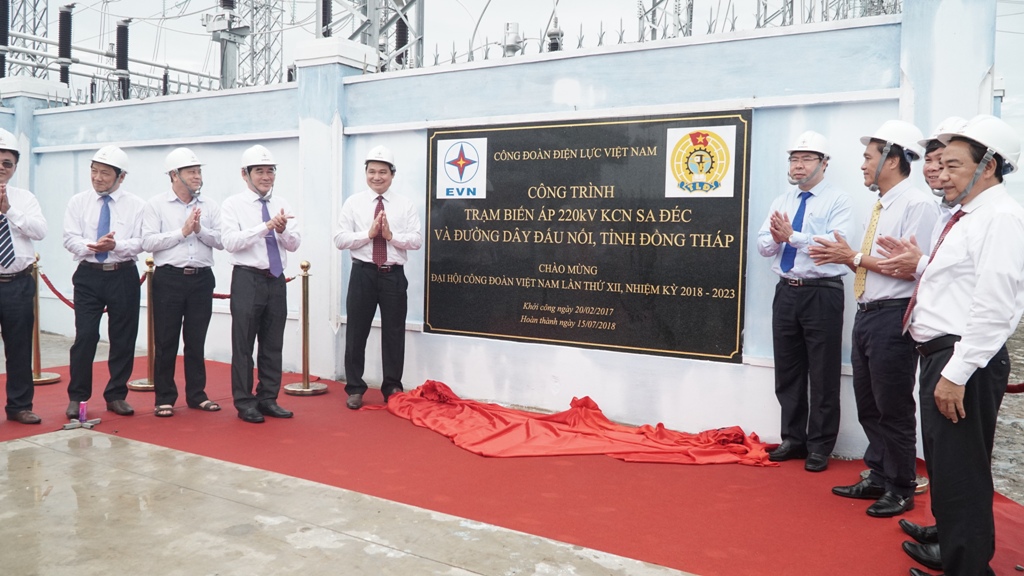 EVN
CÔNG ĐOÀN ĐIỆN LỰC VIỆT NAM
CÔNG TRÌNH
TRẠM BIẾN ÁP 220kV KCN SA ĐÉC
VÀ ĐƯỜNG DÂY ĐẤU NỐI, TỈNH ĐỒNG THÁP
CHÀO MỪNG
ĐẠI HỘI CÔNG ĐOÀN VIỆT NAM LẦN THỨ XII, NHIỆM KỲ 2018 - 2023
Khởi công ngày 20/02/2017
Hoàn thành ngày 15/07/2018